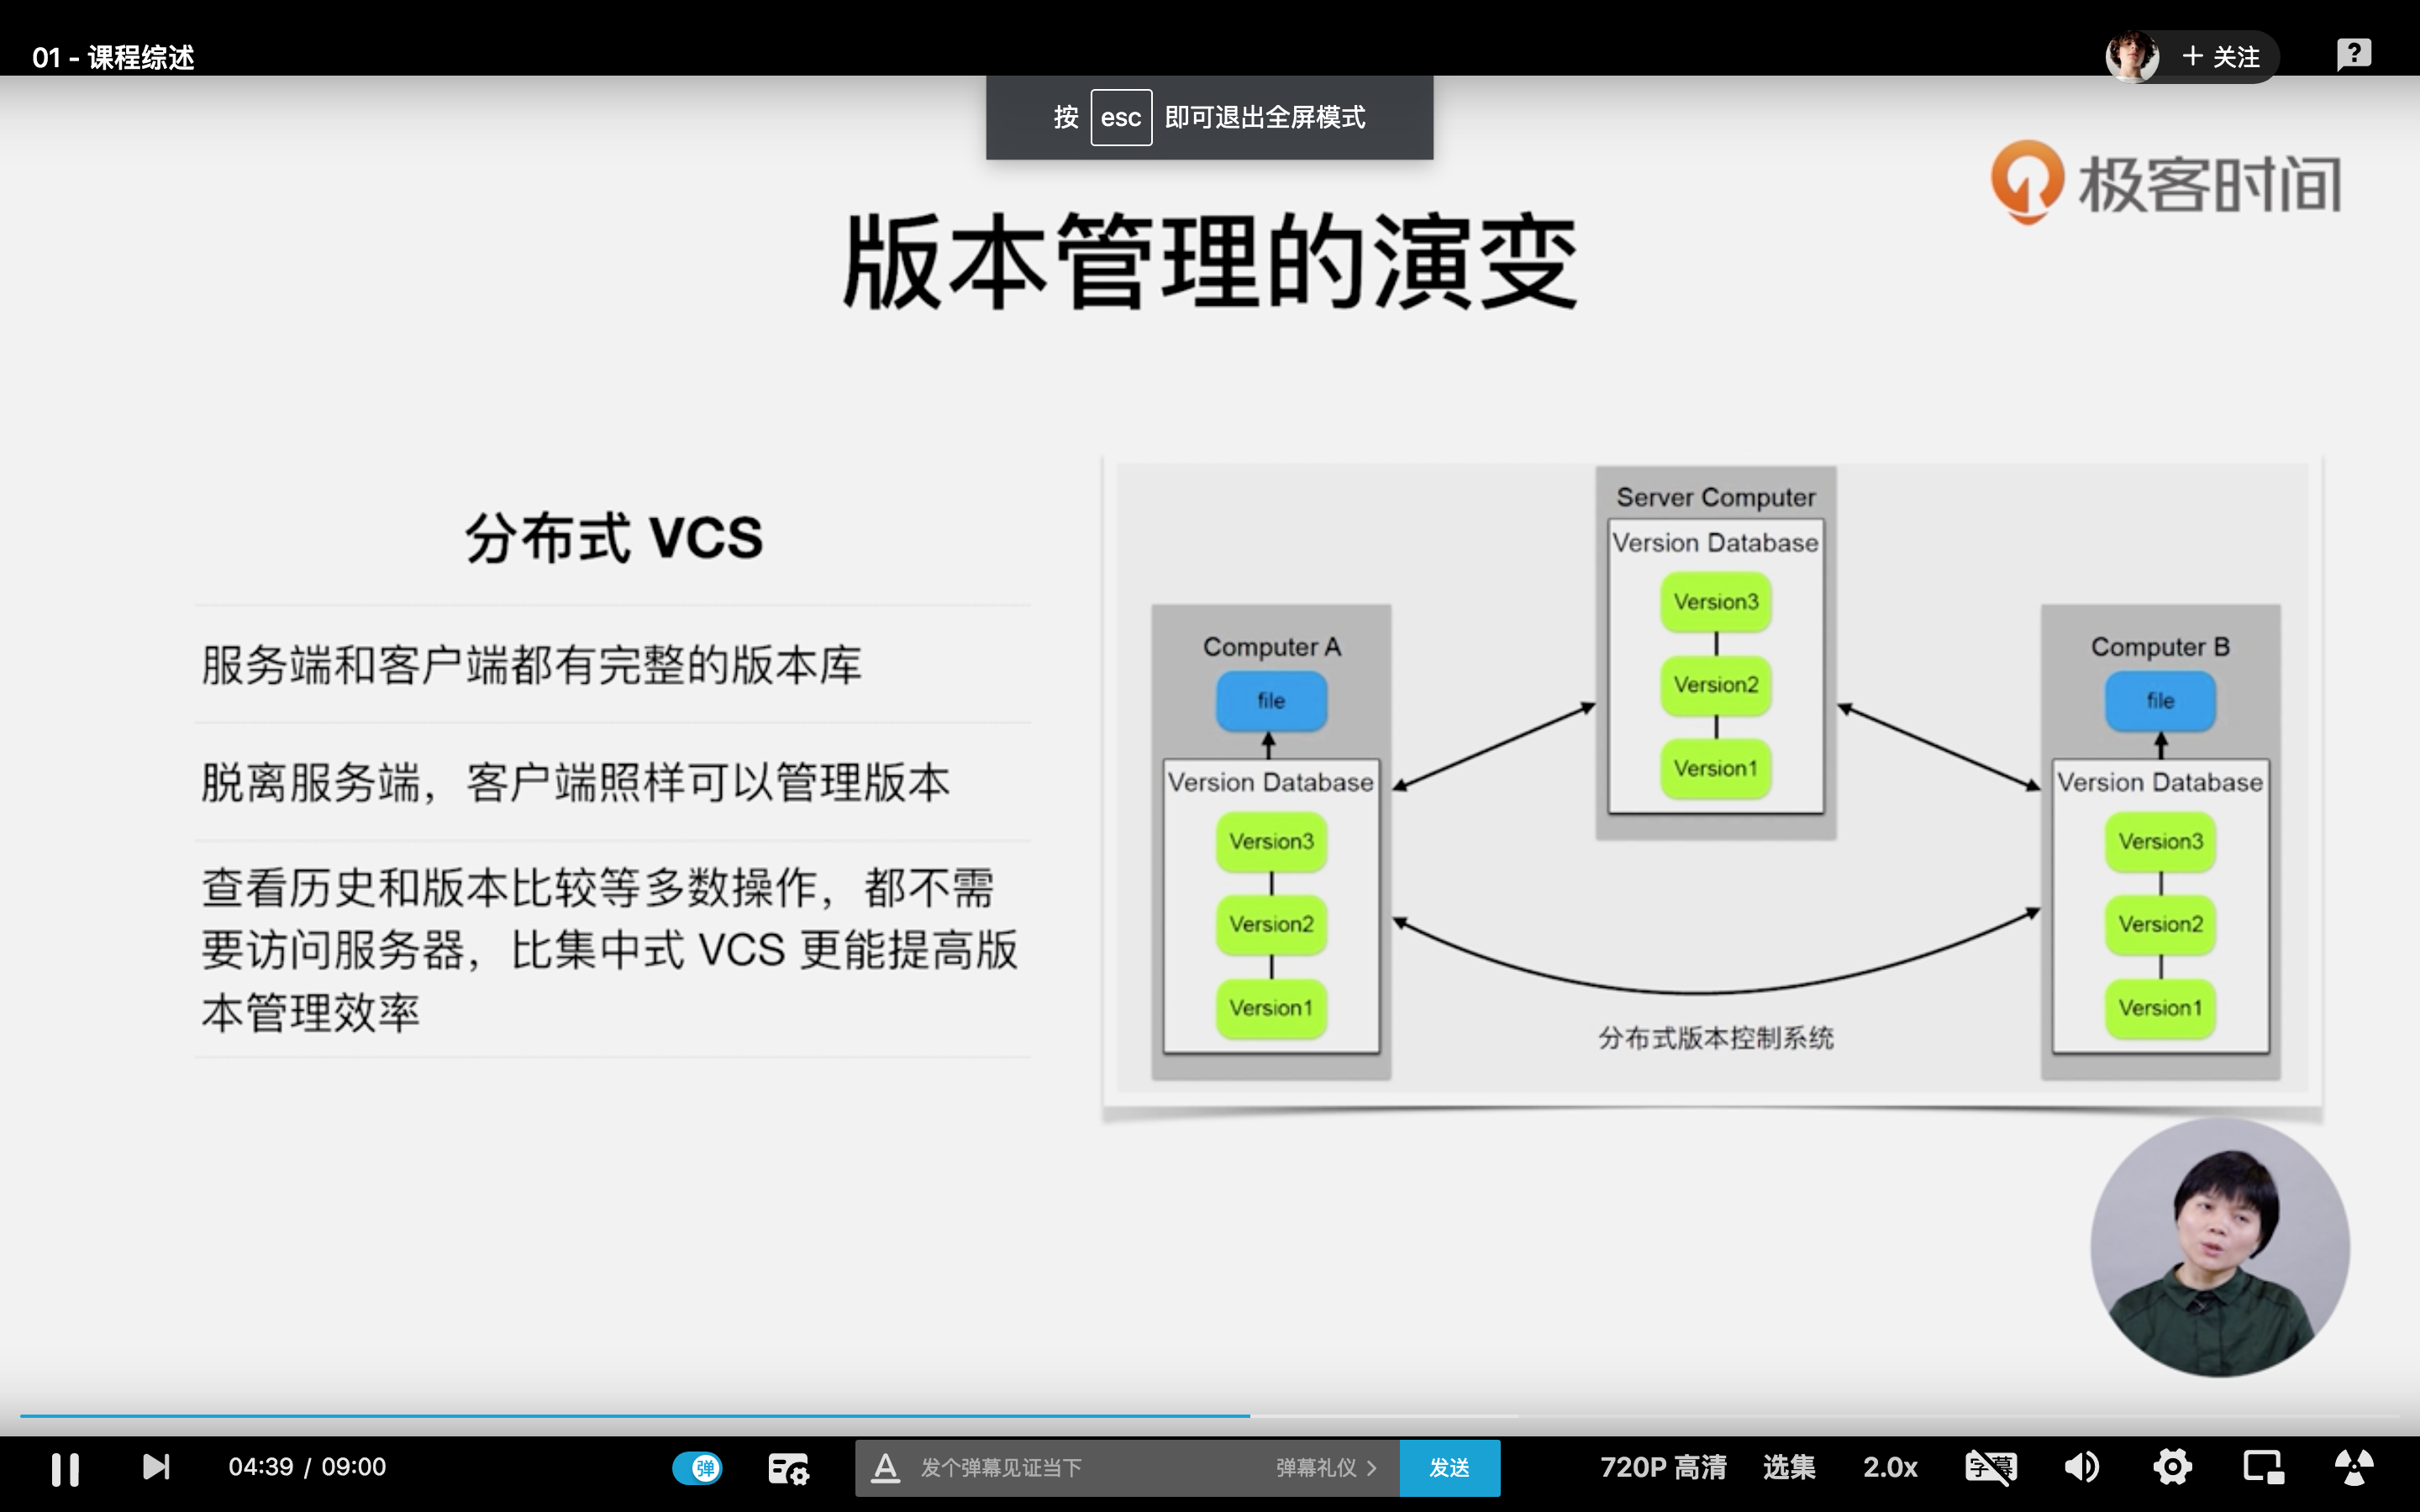 01 - 课程综述
+ 关注
?
按 esc 即可退出全屏模式
极客时间
版本管理的演变
分布式 VCS
服务端和客户端都有完整的版本库
脱离服务端，客户端照样可以管理版本
查看历史和版本比较等多数操作，都不需
要访问服务器，比集中式 VCS 更能提高版
本管理效率
Server Computer
Version Database
Version3
Version2
Version1
Computer A
file
Version Database
Version3
Version2
Version1
Computer B
file
Version Database
Version3
Version2
Version1
分布式版本控制系统
04:39 / 09:00
弹
A 发个弹幕见证当下
弹幕礼仪 >
发送
720P 高清
选集
2.0x
字幕